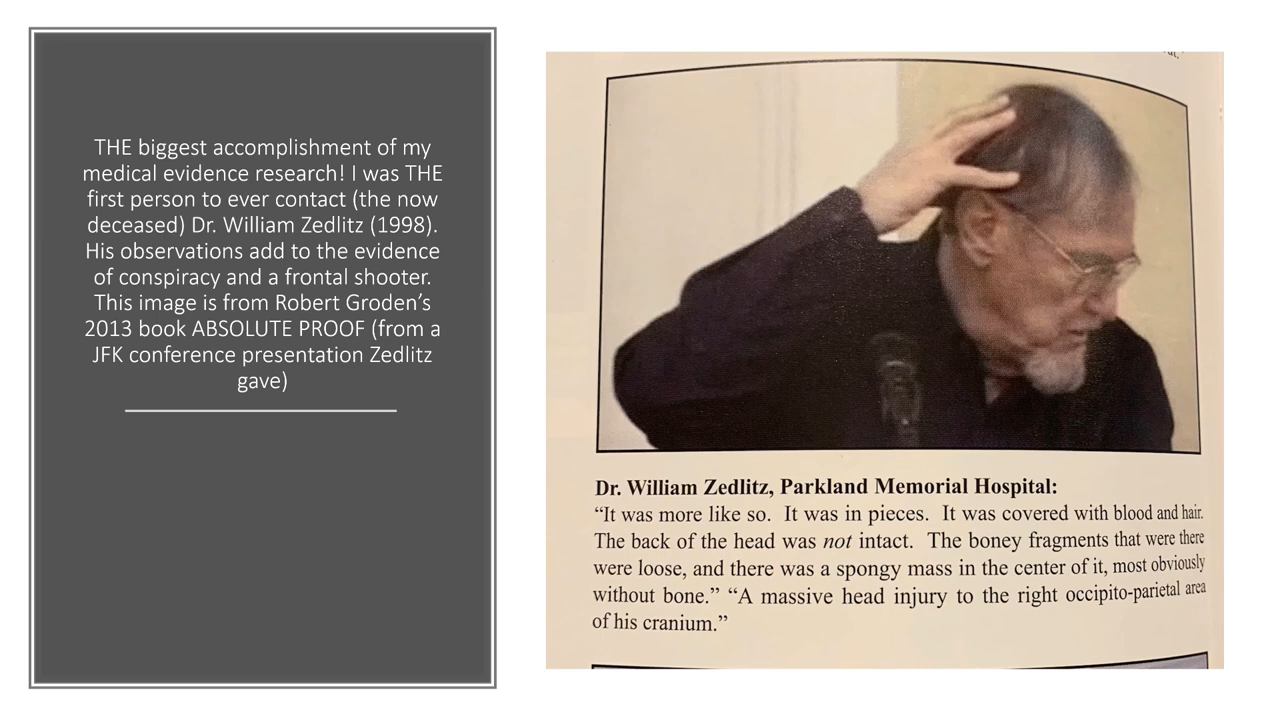 THE biggest accomplishment of my
medical evidence research! I was THE
first person to ever contact (the now
deceased) Dr. William Zedlitz (1998).
His observations add to the evidence
of conspiracy and a frontal shooter.
This image is from Robert Groden’s
2013 book ABSOLUTE PROOF (from a
JFK conference presentation Zedlitz
gave)
Dr. William Zedlitz, Parkland Memorial Hospital:
“It was more like so. It was in pieces. It was covered with blood and hair.
The back of the head was not intact. The boney fragments that were there
were loose, and there was a spongy mass in the center of it, most obviously
without bone.” “A massive head injury to the right occipito-parietal area
of his cranium.”